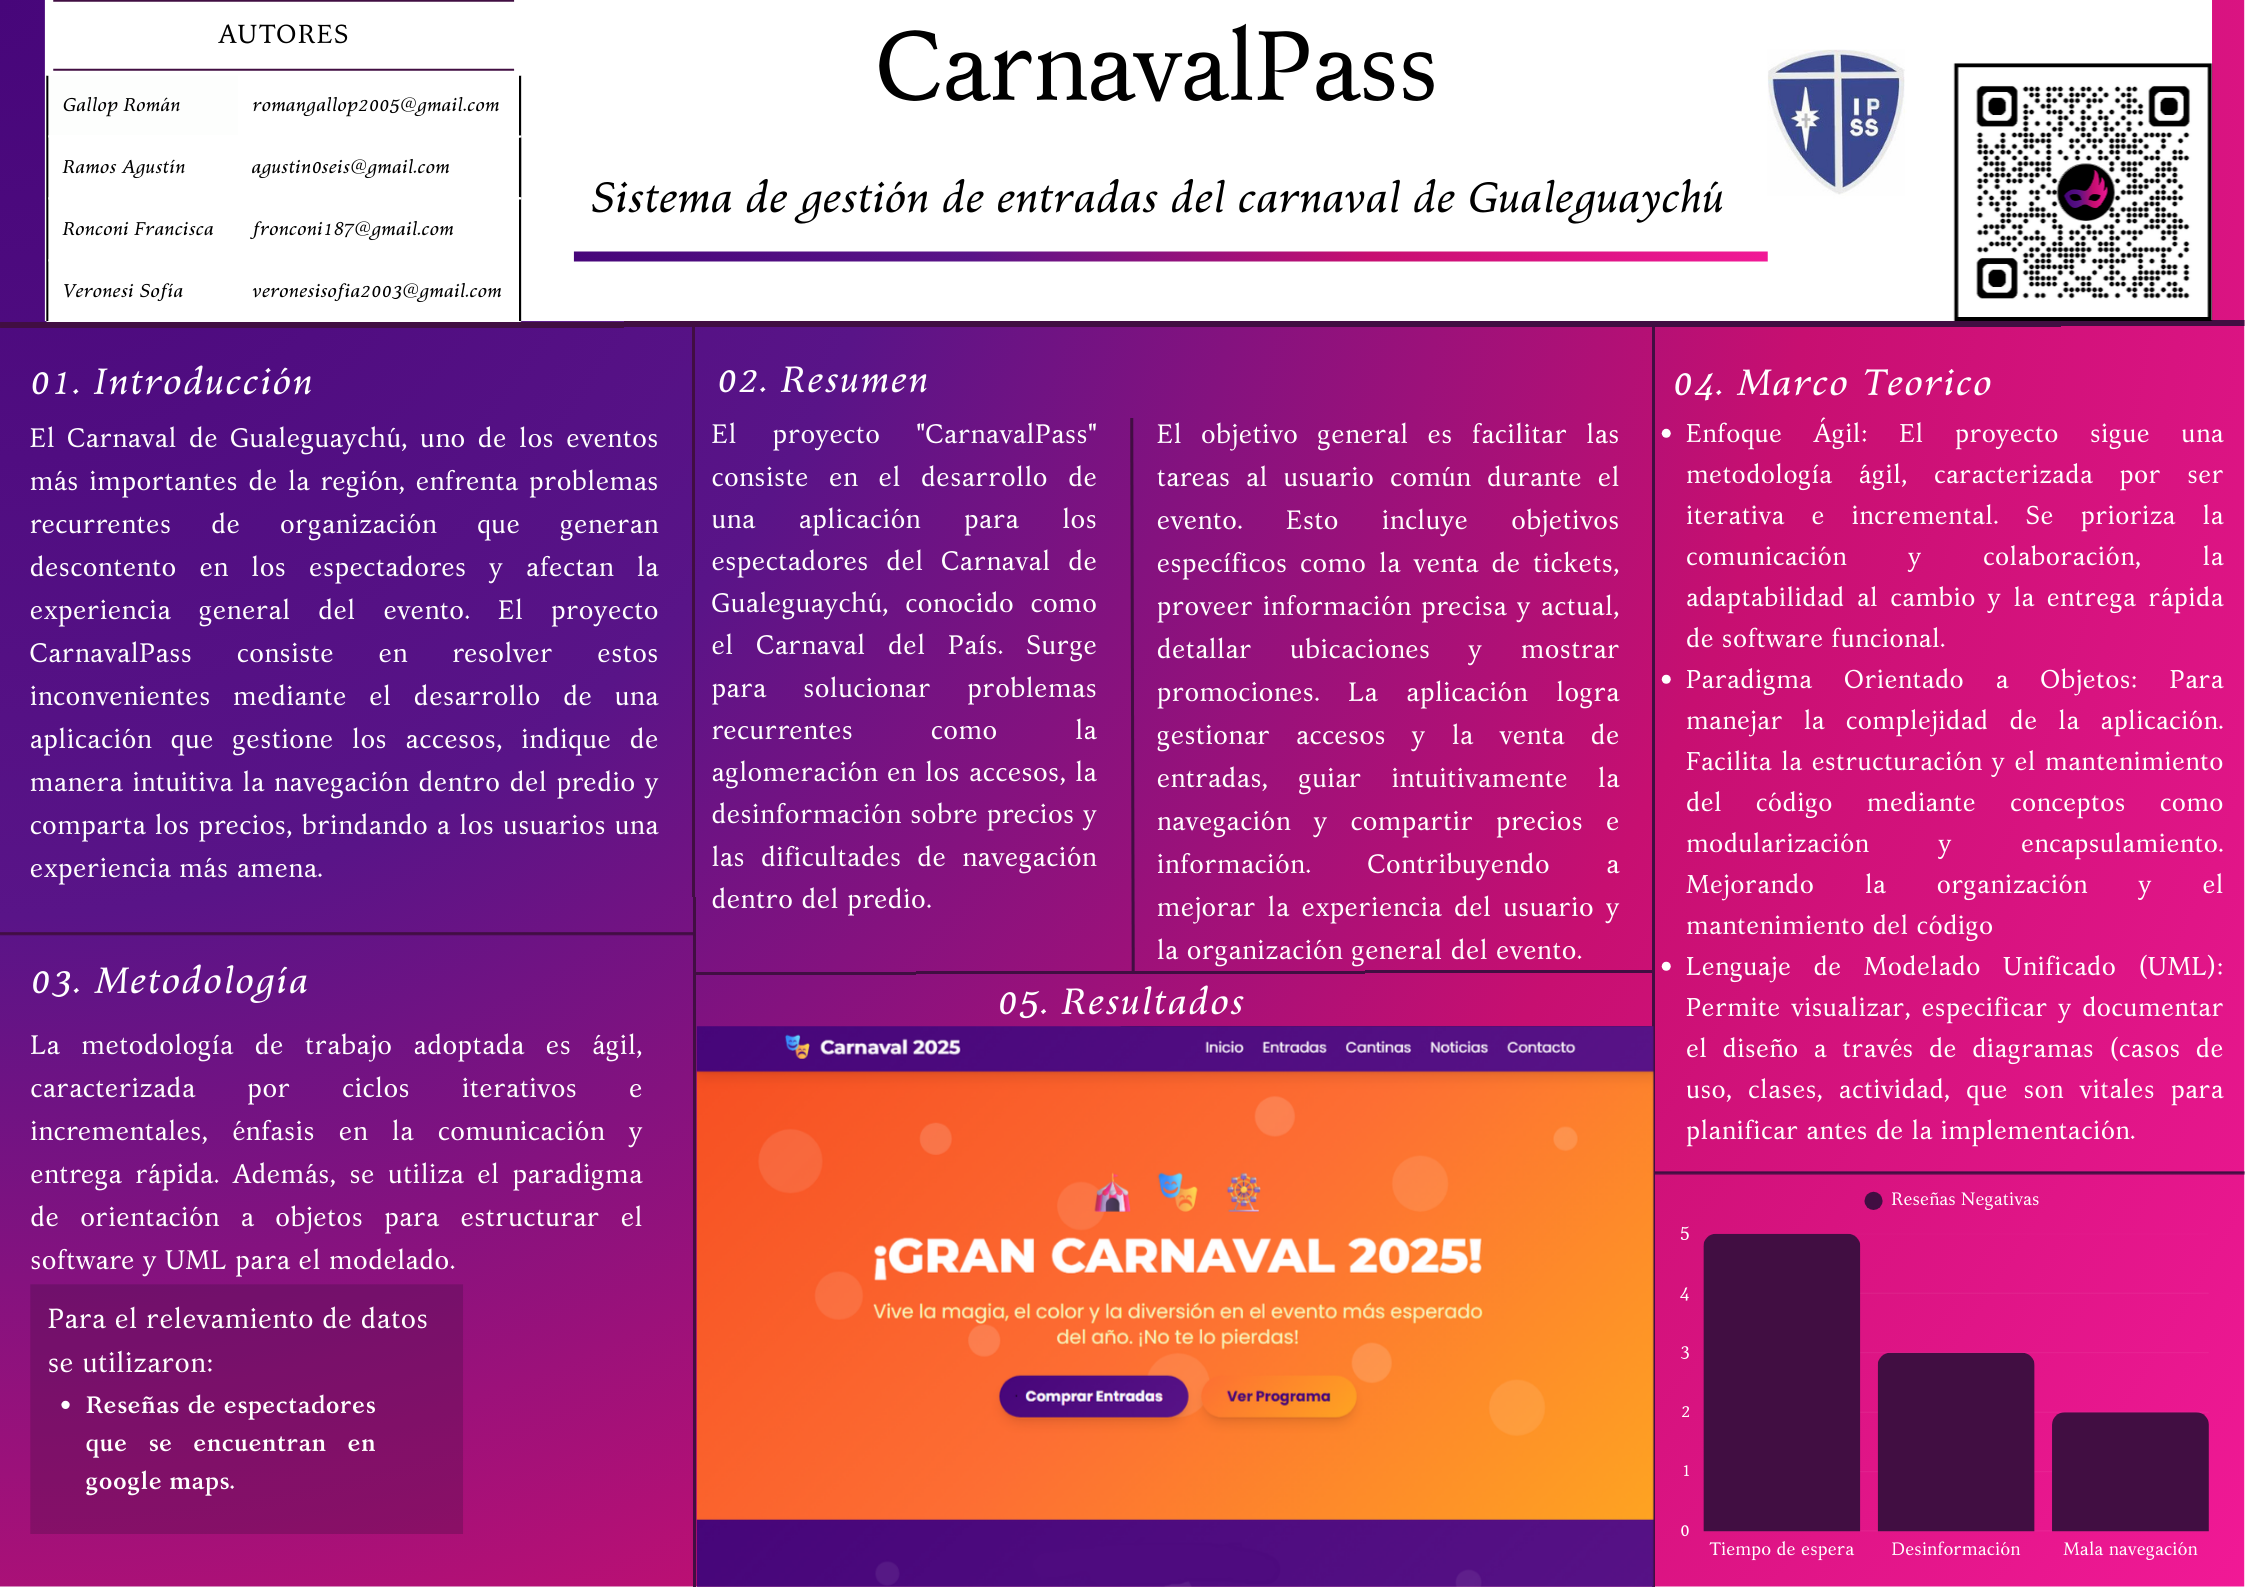 AUTORES
Gallop Román romangallop2005@gmail.com
Ramos Agustín agustin0seis@gmail.com
Ronconi Francisca fronconi187@gmail.com
Veronesi Sofía veronesisofia2003@gmail.com
CarnavalPass
Sistema de gestión de entradas del carnaval de Gualeguaychú
IP
SS
01. Introducción
El Carnaval de Gualeguaychú, uno de los eventos
más importantes de la región, enfrenta problemas
recurrentes de organización que generan
descontento en los espectadores y afectan la
experiencia general del evento. El proyecto
CarnavalPass consiste en resolver estos
inconvenientes mediante el desarrollo de una
aplicación que gestione los accesos, indique de
manera intuitiva la navegación dentro del predio y
comparta los precios, brindando a los usuarios una
experiencia más amena.
02. Resumen
El proyecto "CarnavalPass"
consiste en el desarrollo de
una aplicación para los
espectadores del Carnaval de
Gualeguaychú, conocido como
el Carnaval del País. Surge
para solucionar problemas
recurrentes como la
aglomeración en los accesos, la
desinformación sobre precios y
las dificultades de navegación
dentro del predio.
El objetivo general es facilitar las
tareas al usuario común durante el
evento. Esto incluye objetivos
específicos como la venta de tickets,
proveer información precisa y actual,
detallar ubicaciones y mostrar
promociones. La aplicación logra
gestionar accesos y la venta de
entradas, guiar intuitivamente la
navegación y compartir precios e
información. Contribuyendo a
mejorar la experiencia del usuario y
la organización general del evento.
03. Metodología
La metodología de trabajo adoptada es ágil,
caracterizada por ciclos iterativos e
incrementales, énfasis en la comunicación y
entrega rápida. Además, se utiliza el paradigma
de orientación a objetos para estructurar el
software y UML para el modelado.
Para el relevamiento de datos
se utilizaron:
• Reseñas de espectadores
que se encuentran en
google maps.
04. Marco Teorico
• Enfoque Ágil: El proyecto sigue una
metodología ágil, caracterizada por ser
iterativa e incremental. Se prioriza la
comunicación y colaboración, la
adaptabilidad al cambio y la entrega rápida
de software funcional.
• Paradigma Orientado a Objetos: Para
manejar la complejidad de la aplicación.
Facilita la estructuración y el mantenimiento
del código mediante conceptos como
modularización y encapsulamiento.
Mejorando la organización y el
mantenimiento del código
• Lenguaje de Modelado Unificado (UML):
Permite visualizar, especificar y documentar
el diseño a través de diagramas (casos de
uso, clases, actividad, que son vitales para
planificar antes de la implementación.
05. Resultados
Carnaval 2025 Inicio Entradas Cantinas Noticias Contacto
¡GRAN CARNAVAL 2025!
Vive la magia, el color y la diversión en el evento más esperado
del año. ¡No te lo pierdas!
Comprar Entradas Ver Programa
Reseñas Negativas
5
4
3
2
1
0
Tiempo de espera Desinformación Mala navegación